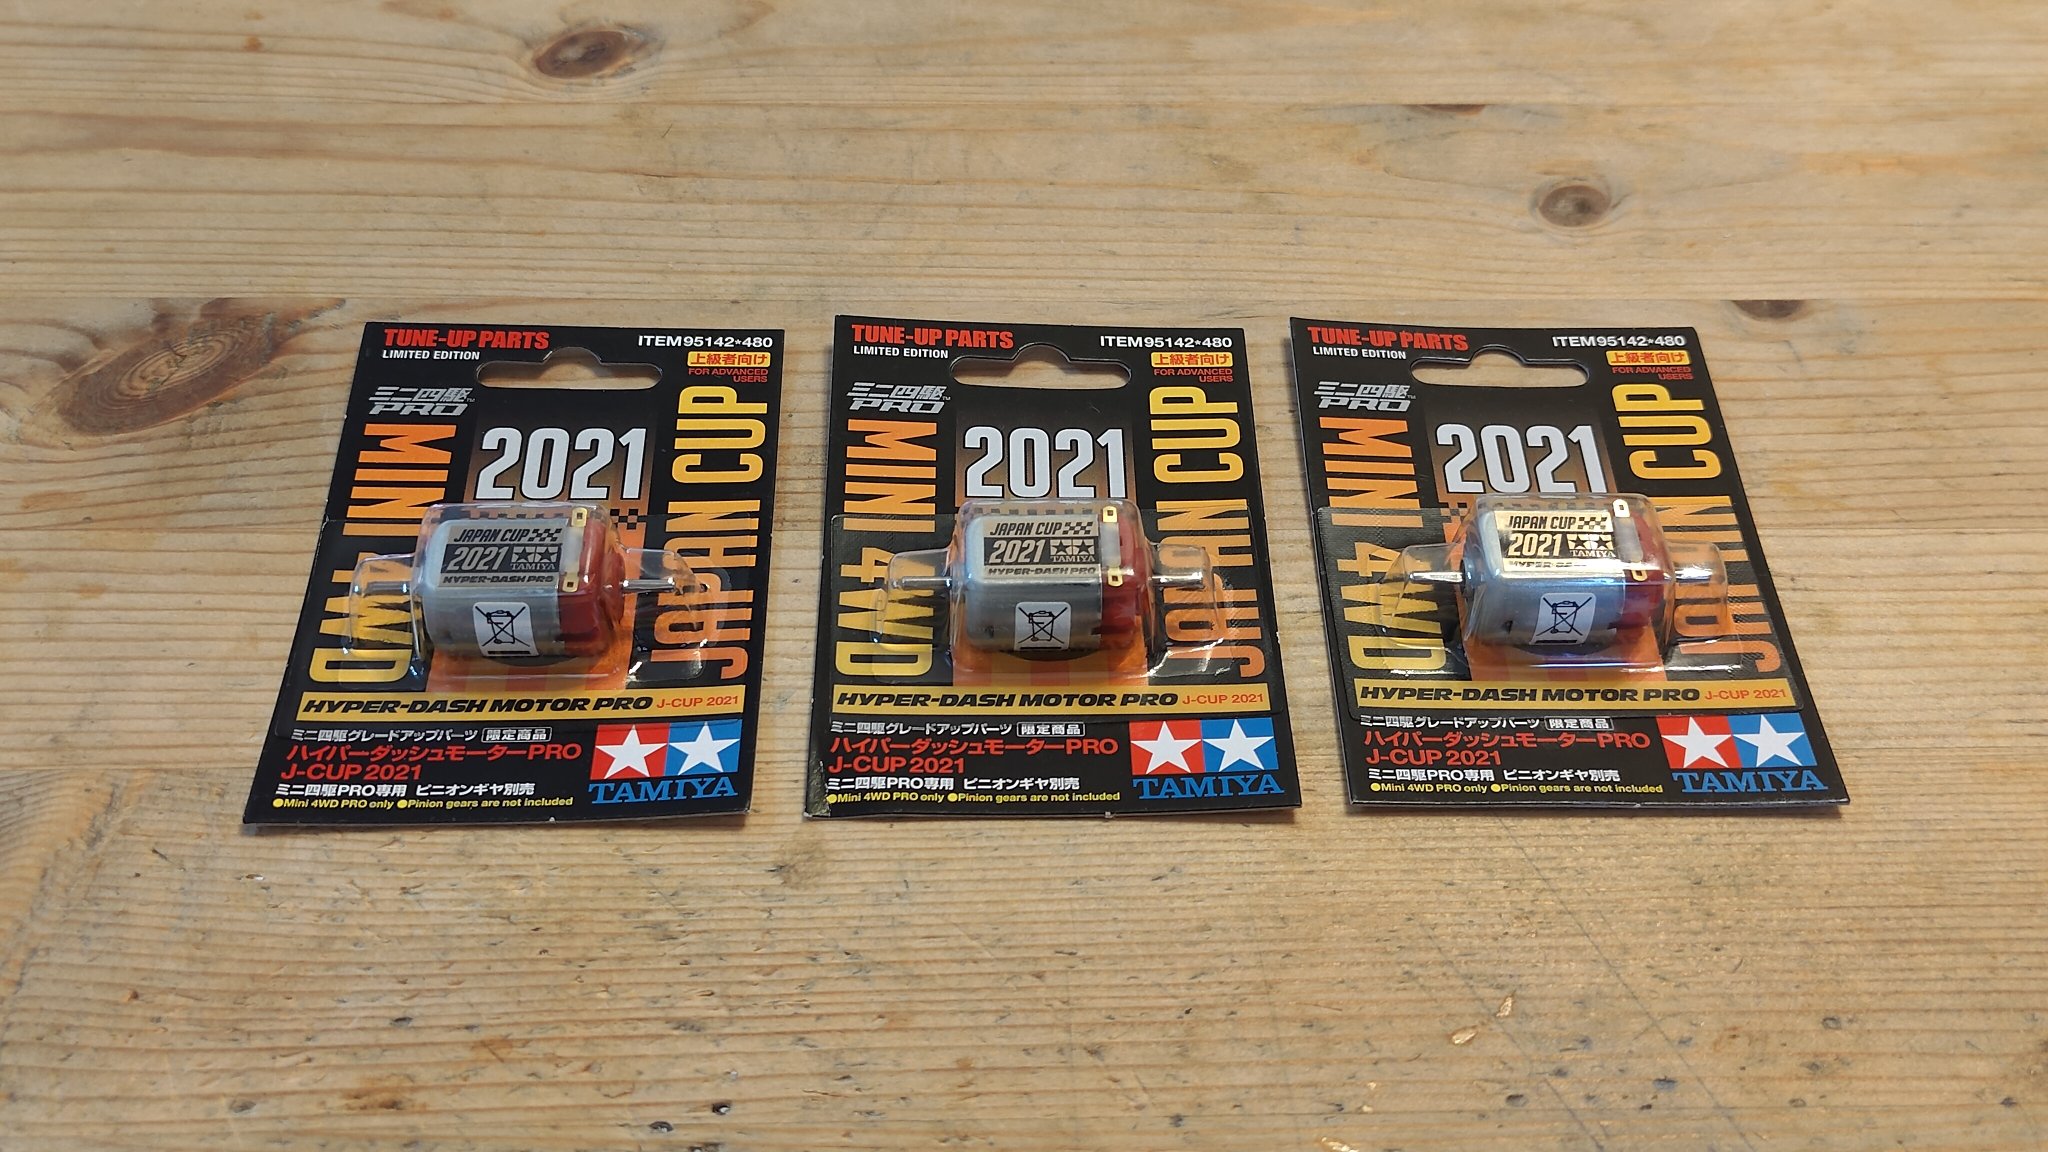 TUNE-UP PARTS
LIMITED EDITION
ITEM 95142*480
上級者向け
FOR ADVANCED
USERS
ミニ四駆™
PRO
MINI 4WD
2021
JAPAN CUP
JAPAN CUP
2021 TAMIYA
HYPER-DASH PRO
HYPER-DASH MOTOR PRO J-CUP 2021
ミニ四駆グレードアップパーツ 限定商品
ハイパーダッシュモーターPRO
J-CUP 2021
ミニ四駆PRO専用 ピニオンギヤ別売
●Mini 4WD PRO only ●Pinion gears are not included
TAMIYA
TUNE-UP PARTS
LIMITED EDITION
ITEM 95142*480
上級者向け
FOR ADVANCED
USERS
ミニ四駆™
PRO
MINI 4WD
2021
JAPAN CUP
JAPAN CUP
2021 TAMIYA
HYPER-DASH PRO
HYPER-DASH MOTOR PRO J-CUP 2021
ミニ四駆グレードアップパーツ 限定商品
ハイパーダッシュモーターPRO
J-CUP 2021
ミニ四駆PRO専用 ピニオンギヤ別売
●Mini 4WD PRO only ●Pinion gears are not included
TAMIYA
TUNE-UP PARTS
LIMITED EDITION
ITEM 95142*480
上級者向け
FOR ADVANCED
USERS
ミニ四駆™
PRO
MINI 4WD
2021
JAPAN CUP
JAPAN CUP
2021 TAMIYA
HYPER-DASH MOTOR PRO J-CUP 2021
ミニ四駆グレードアップパーツ 限定商品
ハイパーダッシュモーターPRO
J-CUP 2021
ミニ四駆PRO専用 ピニオンギヤ別売
●Mini 4WD PRO only ●Pinion gears are not included
TAMIYA